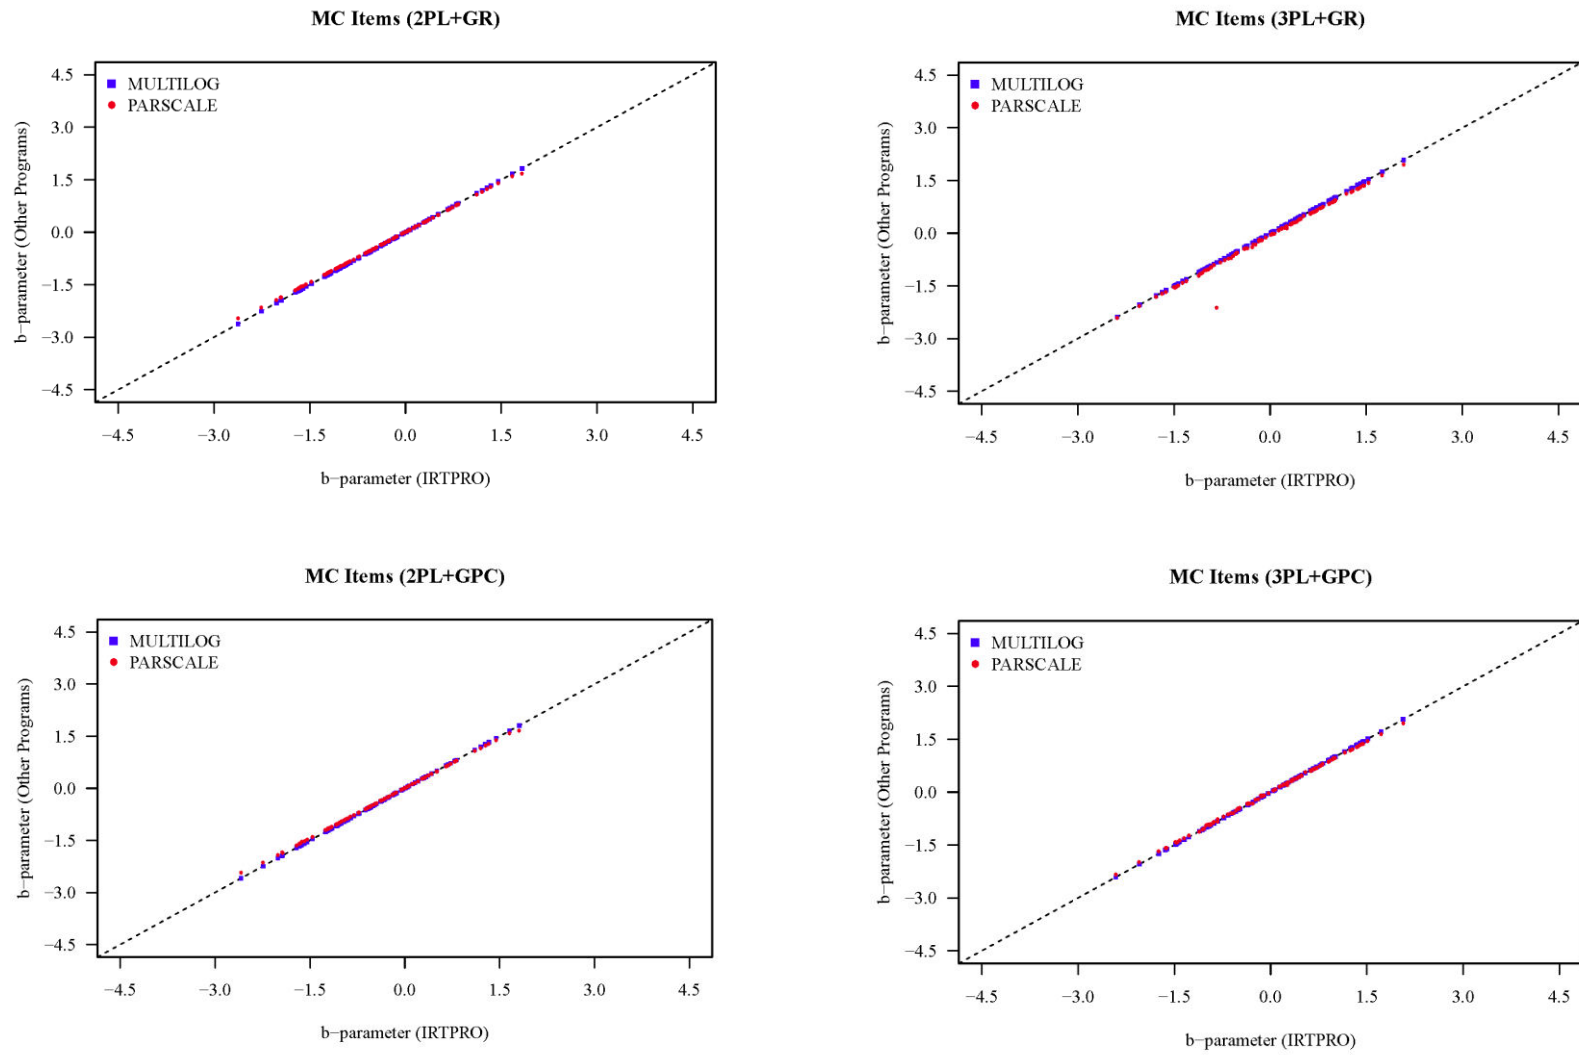 MC Items (2PL+GR)
4.5
3.0
1.5
0.0
−1.5
−3.0
−4.5
b−parameter (Other Programs)
MULTILOG
PARSCALE
−4.5 −3.0 −1.5 0.0 1.5 3.0 4.5
b−parameter (IRTPRO)
MC Items (3PL+GR)
4.5
3.0
1.5
0.0
−1.5
−3.0
−4.5
b−parameter (Other Programs)
MULTILOG
PARSCALE
−4.5 −3.0 −1.5 0.0 1.5 3.0 4.5
b−parameter (IRTPRO)
MC Items (2PL+GPC)
4.5
3.0
1.5
0.0
−1.5
−3.0
−4.5
b−parameter (Other Programs)
MULTILOG
PARSCALE
−4.5 −3.0 −1.5 0.0 1.5 3.0 4.5
b−parameter (IRTPRO)
MC Items (3PL+GPC)
4.5
3.0
1.5
0.0
−1.5
−3.0
−4.5
b−parameter (Other Programs)
MULTILOG
PARSCALE
−4.5 −3.0 −1.5 0.0 1.5 3.0 4.5
b−parameter (IRTPRO)